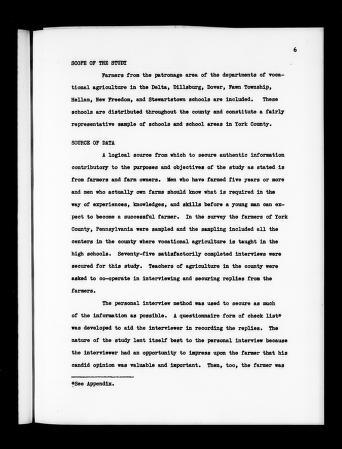 6
SCOPE OF THE STUDY
Farmers from the patronage area of the departments of voca-
tional agriculture in the Delta, Dillsburg, Dover, Fawn Township,
Hellam, New Freedom, and Stewartstown schools are included. These
schools are distributed throughout the county and constitute a fairly
representative sample of schools and school areas in York County.
SOURCE OF DATA
A logical source from which to secure authentic information
contributory to the purposes and objectives of the study as stated is
from farmers and farm owners. Men who have farmed five years or more
and men who actually own farms should know what is required in the
way of experiences, knowledges, and skills before a young man can ex-
pect to become a successful farmer. In the survey the farmers of York
County, Pennsylvania were sampled and the sampling included all the
centers in the county where vocational agriculture is taught in the
high schools. Seventy-five satisfactorily completed interviews were
secured for this study. Teachers of agriculture in the county were
asked to co-operate in interviewing and securing replies from the
farmers.
The personal interview method was used to secure as much
of the information as possible. A questionnaire form of check list*
was developed to aid the interviewer in recording the replies. The
nature of the study lent itself best to the personal interview because
the interviewer had an opportunity to impress upon the farmer that his
candid opinion was valuable and important. Then, too, the farmer was
*See Appendix.